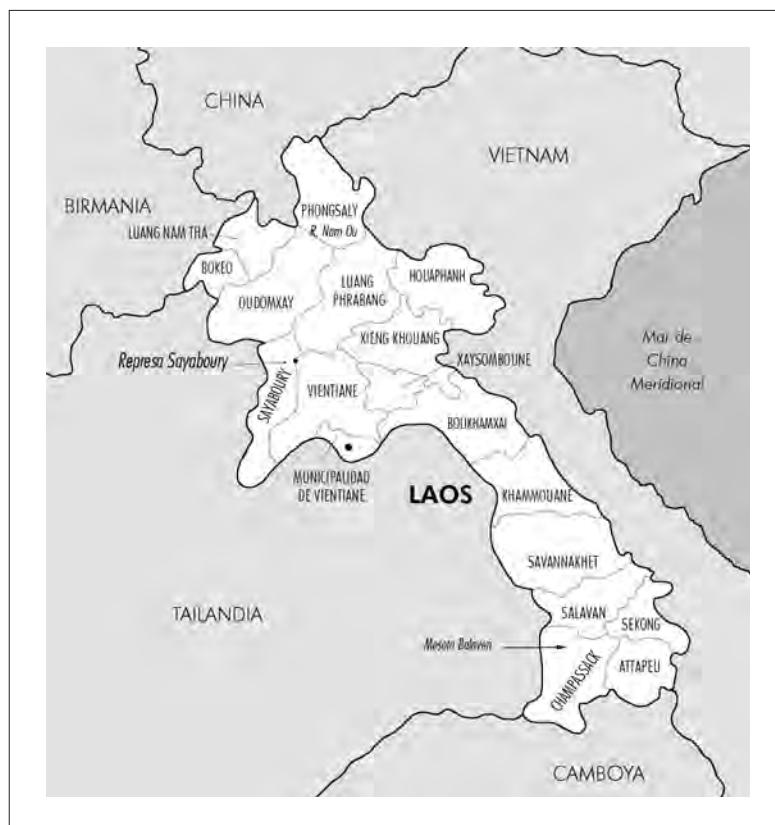 CHINA
VIETNAM
BIRMANIA
PHONGSALY
R. Nam Ou
LUANG NAM THA
BOKEO
LUANG
PHRABANG
HOUAPHANH
OUDOMXAY
XIENG KHOUANG
Mar de
China
Meridional
Represa Sayaboury
XAYSOMBOUNE
SAYABOURY
VIENTIANE
BOLIKHAMXAI
MUNICIPALIDAD
DE VIENTIANE
LAOS
KHAMMOUANE
SAVANNAKHET
TAILANDIA
SALAVAN
SEKONG
Meseta Bolaven
ATTAPEU
CHAMPASSACK
CAMBOYA